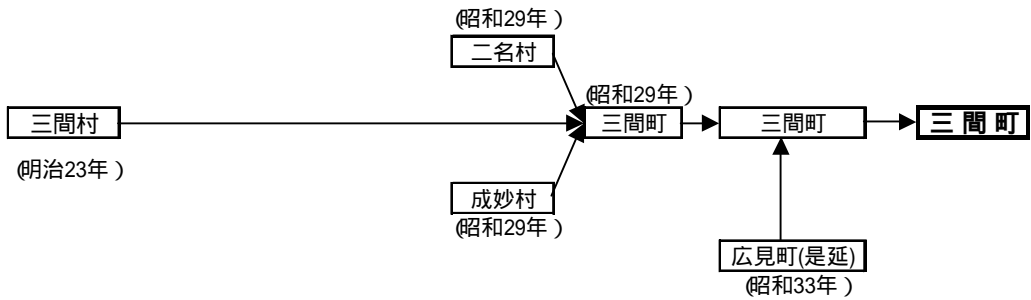 (昭和29年)
二名村
(昭和29年)
三間村
三間町
三間町
三間町
(明治23年)
成妙村
(昭和29年)
広見町(是延)
(昭和33年)